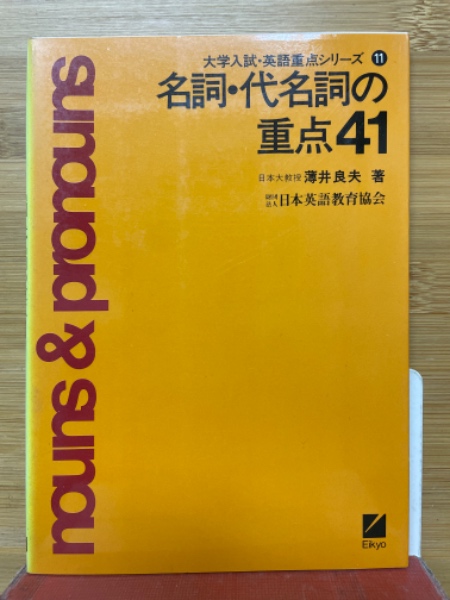 大学入試・英語重点シリーズ 11
名詞・代名詞の
重点41
日本大教授 薄井良夫 著
財団法人 日本英語教育協会
nouns & pronouns
Eikyo